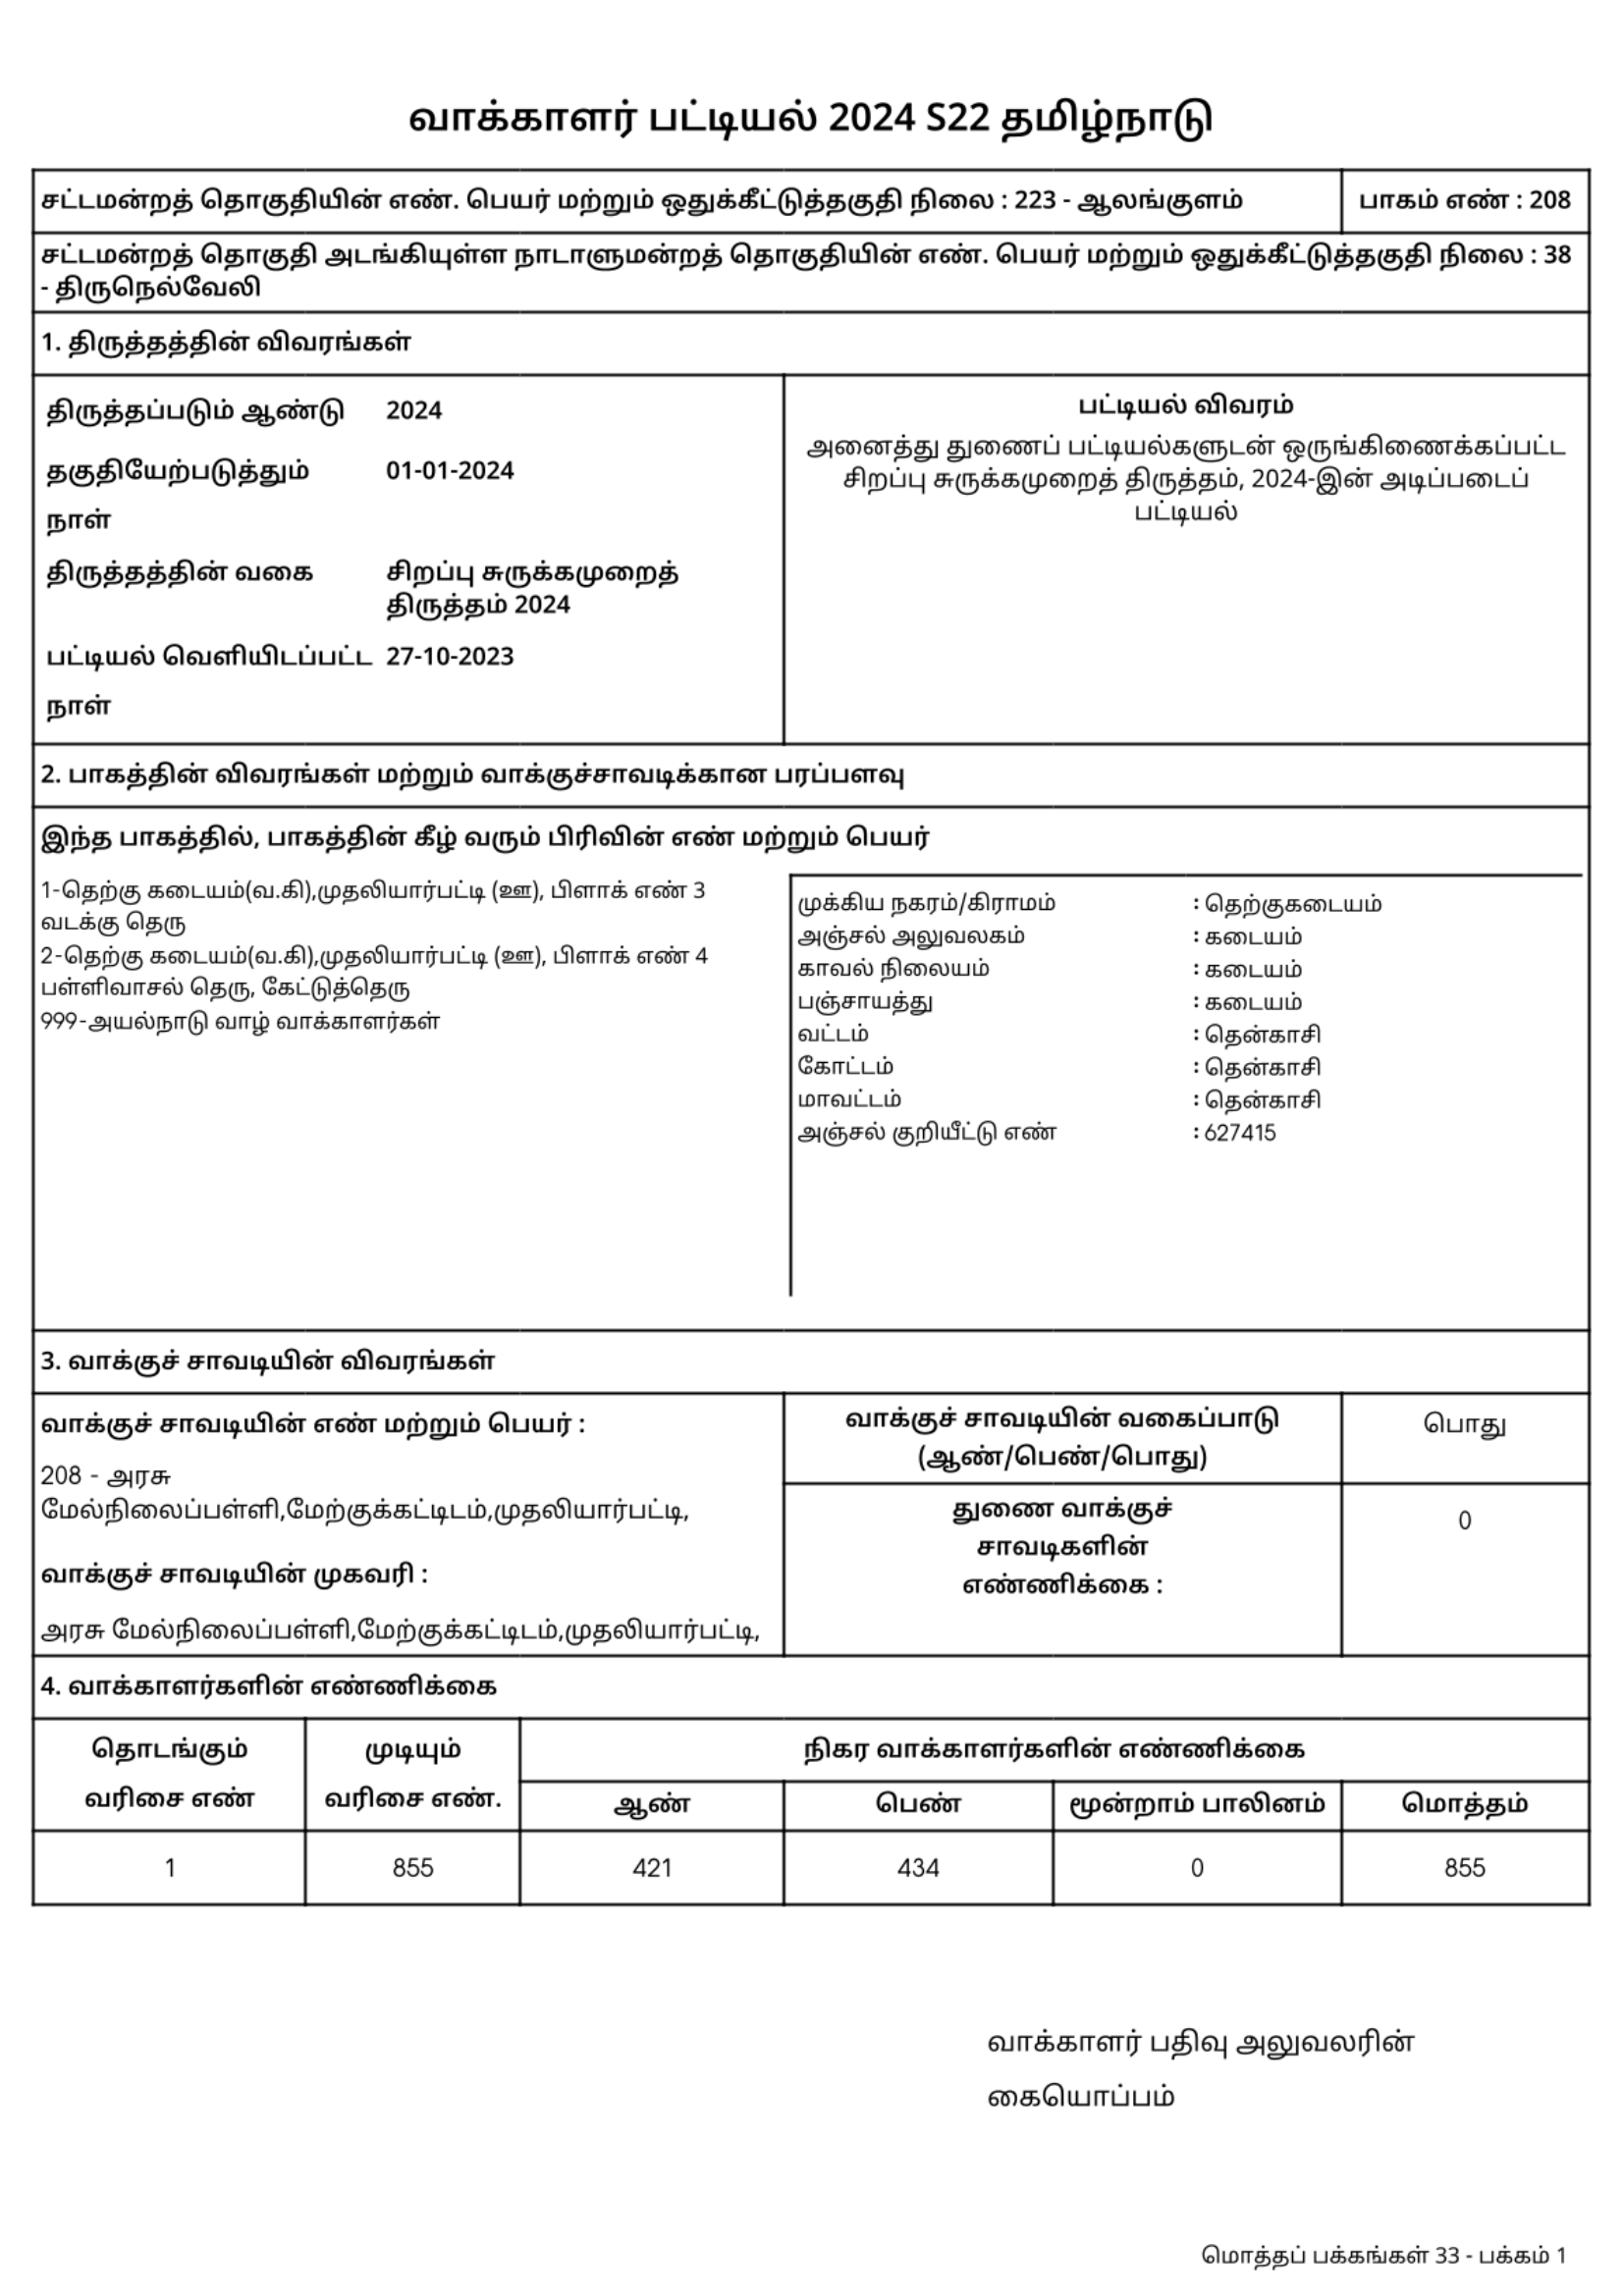 வாக்காளர் பட்டியல் 2024 S22 தமிழ்நாடு
சட்டமன்றத் தொகுதியின் எண். பெயர் மற்றும் ஒதுக்கீட்டுத்தகுதி நிலை : 223 - ஆலங்குளம்
பாகம் எண் : 208
சட்டமன்றத் தொகுதி அடங்கியுள்ள நாடாளுமன்றத் தொகுதியின் எண். பெயர் மற்றும் ஒதுக்கீட்டுத்தகுதி நிலை : 38
- திருநெல்வேலி
1. திருத்தத்தின் விவரங்கள்
திருத்தப்படும் ஆண்டு 2024
தகுதியேற்படுத்தும் 01-01-2024
நாள்
திருத்தத்தின் வகை சிறப்பு சுருக்கமுறைத்
திருத்தம் 2024
பட்டியல் வெளியிடப்பட்ட 27-10-2023
நாள்
பட்டியல் விவரம்
அனைத்து துணைப் பட்டியல்களுடன் ஒருங்கிணைக்கப்பட்ட
சிறப்பு சுருக்கமுறைத் திருத்தம், 2024-இன் அடிப்படைப்
பட்டியல்
2. பாகத்தின் விவரங்கள் மற்றும் வாக்குச்சாவடிக்கான பரப்பளவு
இந்த பாகத்தில், பாகத்தின் கீழ் வரும் பிரிவின் எண் மற்றும் பெயர்
1-தெற்கு கடையம்(வ.கி),முதலியார்பட்டி (ஊ), பிளாக் எண் 3
வடக்கு தெரு
2-தெற்கு கடையம்(வ.கி),முதலியார்பட்டி (ஊ), பிளாக் எண் 4
பள்ளிவாசல் தெரு, கேட்டுத்தெரு
999-அயல்நாடு வாழ் வாக்காளர்கள்
முக்கிய நகரம்/கிராமம் : தெற்குகடையம்
அஞ்சல் அலுவலகம் : கடையம்
காவல் நிலையம் : கடையம்
பஞ்சாயத்து : கடையம்
வட்டம் : தென்காசி
கோட்டம் : தென்காசி
மாவட்டம் : தென்காசி
அஞ்சல் குறியீட்டு எண் : 627415
3. வாக்குச் சாவடியின் விவரங்கள்
வாக்குச் சாவடியின் எண் மற்றும் பெயர் :
208 - அரசு
மேல்நிலைப்பள்ளி,மேற்குக்கட்டிடம்,முதலியார்பட்டி,
வாக்குச் சாவடியின் முகவரி :
அரசு மேல்நிலைப்பள்ளி,மேற்குக்கட்டிடம்,முதலியார்பட்டி,
வாக்குச் சாவடியின் வகைப்பாடு
(ஆண்/பெண்/பொது)
பொது
துணை வாக்குச்
சாவடிகளின்
எண்ணிக்கை :
0
4. வாக்காளர்களின் எண்ணிக்கை
தொடங்கும்
வரிசை எண்
முடியும்
வரிசை எண்.
நிகர வாக்காளர்களின் எண்ணிக்கை
ஆண் பெண் மூன்றாம் பாலினம் மொத்தம்
1 855 421 434 0 855
வாக்காளர் பதிவு அலுவலரின்
கையொப்பம்
மொத்தப் பக்கங்கள் 33 - பக்கம் 1